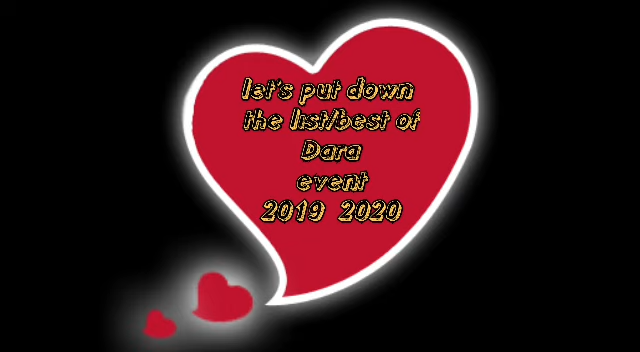 let's put down
the list/best of
Dara
event
2019 2020